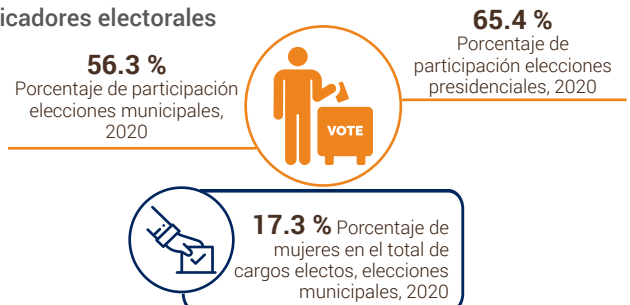 icadores electorales
56.3 %
Porcentaje de participación
elecciones municipales,
2020
65.4 %
Porcentaje de
participación elecciones
presidenciales, 2020
VOTE
17.3 % Porcentaje de
mujeres en el total de
cargos electos, elecciones
municipales, 2020